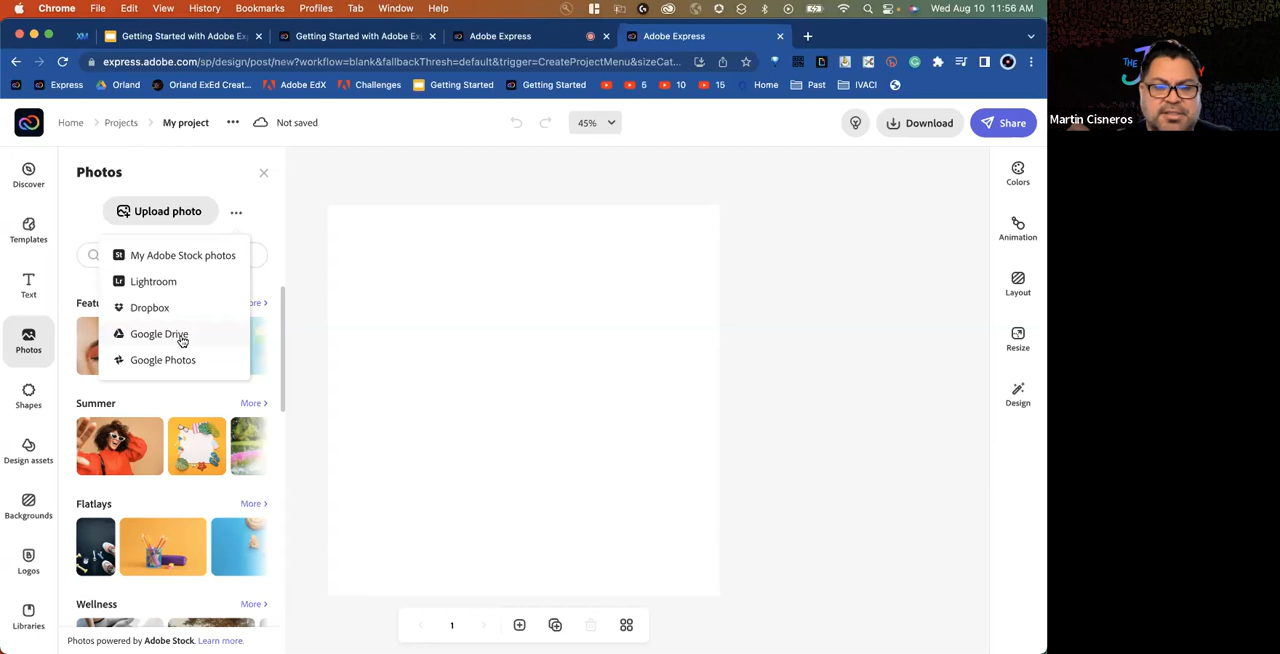 Chrome File Edit View History Bookmarks Profiles Tab Window Help Wed Aug 10 11:56 AM
XM Getting Started with Adobe Ex Getting Started with Adobe Ex Adobe Express Adobe Express
express.adobe.com/sp/design/post/new?workflow=blank&fallbackThresh=default&trigger=CreateProjectMenu&sizeCat...
Express Orland Orland ExEd Creat... Adobe EdX Challenges Getting Started Getting Started 5 10 15 Home Past IVACI
Home Projects My project Not saved 45% Download Share
Martin Cisneros
Discover
Templates
Text
Photos
Shapes
Design assets
Backgrounds
Logos
Libraries
Photos
Upload photo
St My Adobe Stock photos
Lr Lightroom
Dropbox
Google Drive
Google Photos
Summer More
Flatlays More
Wellness More
Photos powered by Adobe Stock. Learn more.
1
Colors
Animation
Layout
Resize
Design